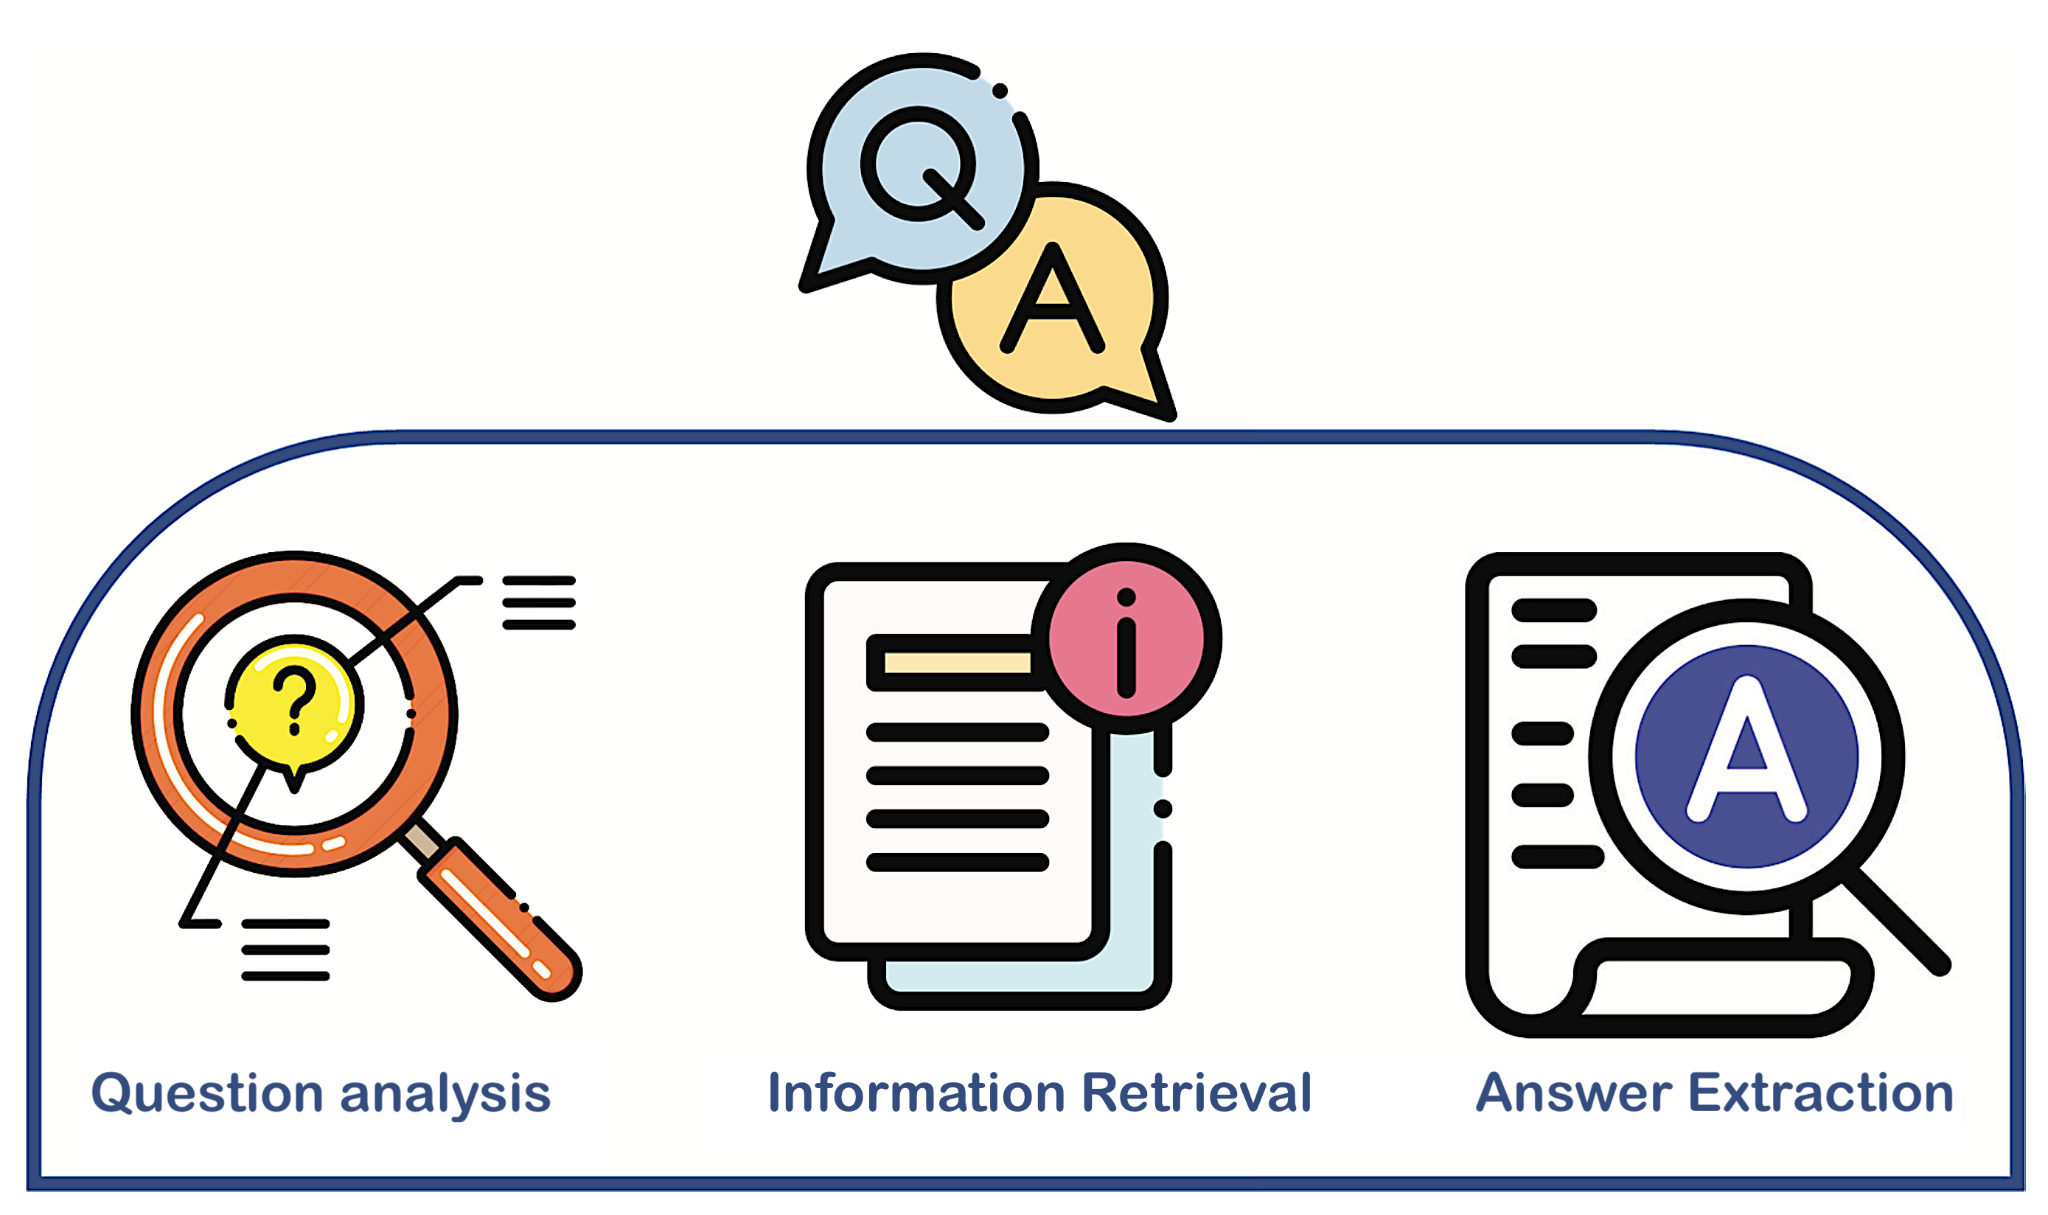 Q
A
?
i
A
Question analysis
Information Retrieval
Answer Extraction